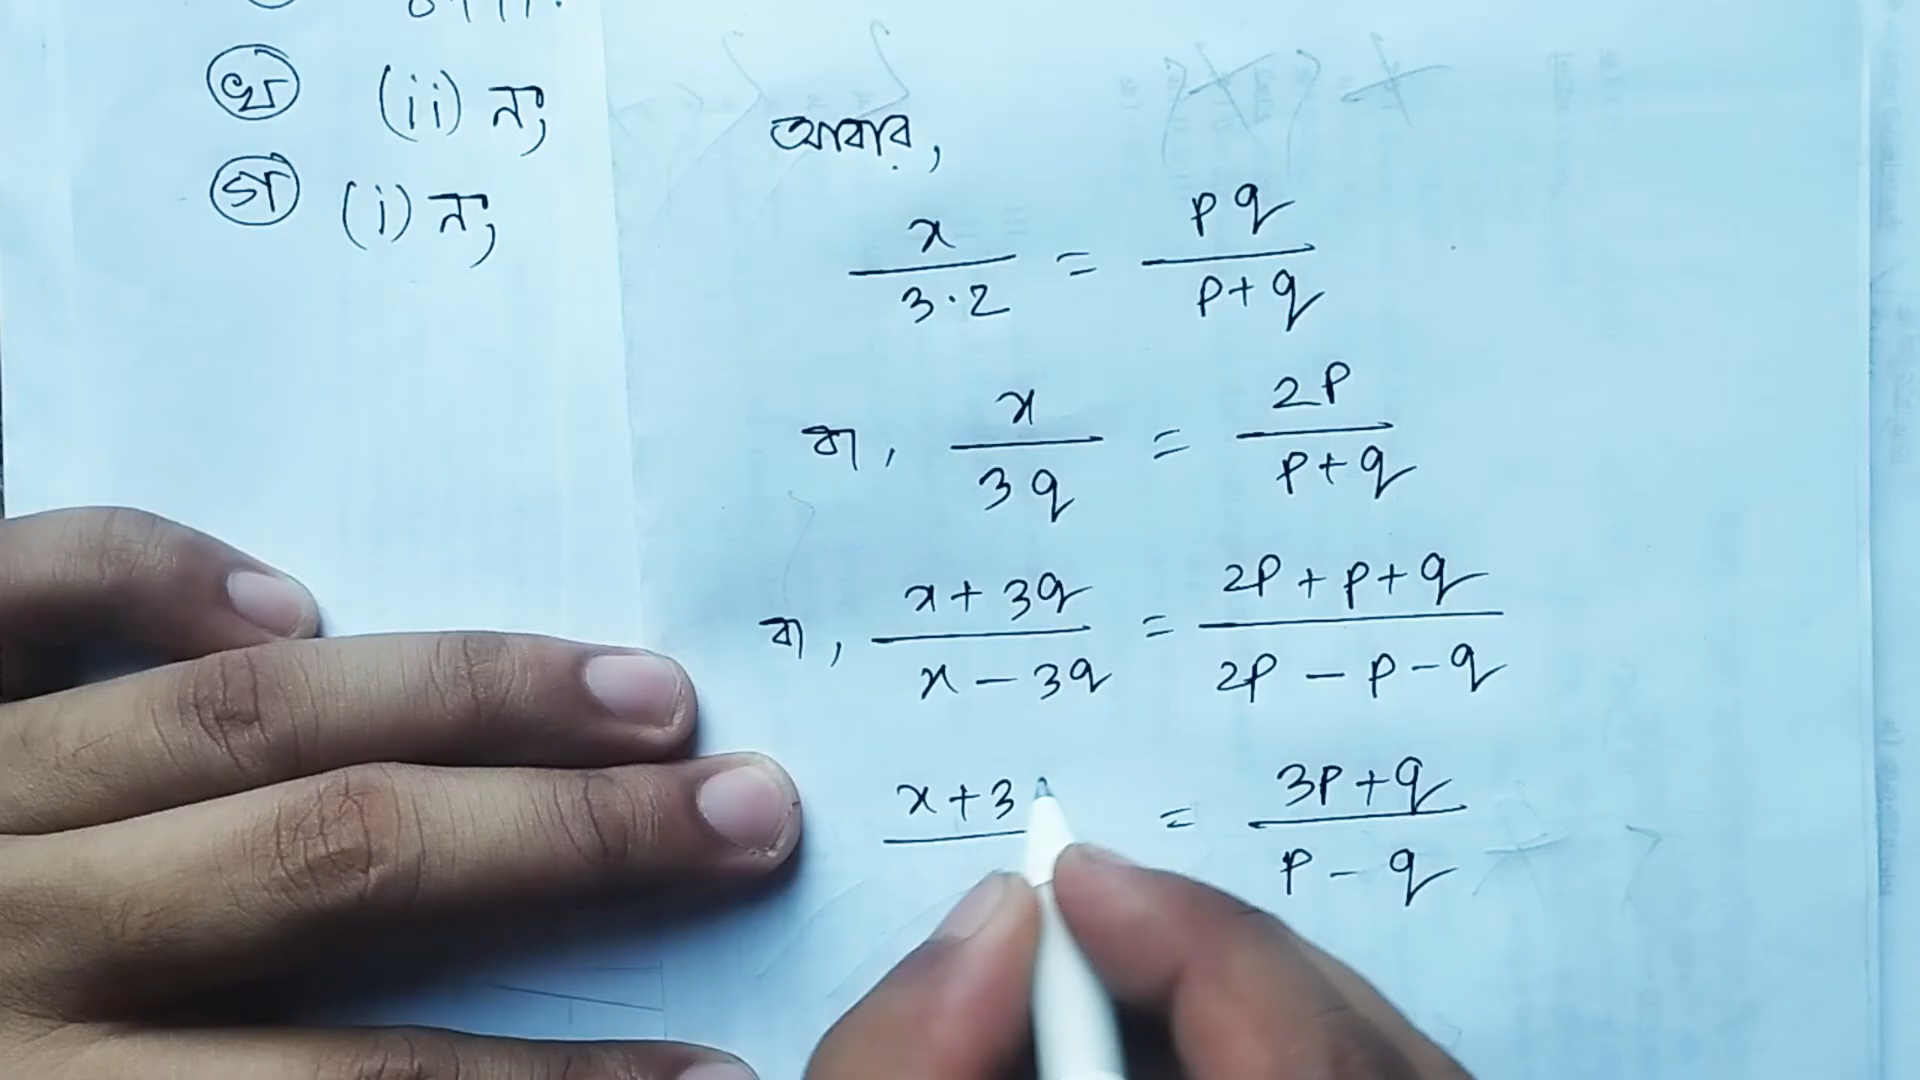 (খ) (ii) নং
(গ) (i) নং
আবার,
x/3·2 = pq/p+q
বা, x/3q = 2p/p+q
বা, x+3q/x-3q = 2p+p+q/2p-p-q
x+3 = 3p+q/p-q